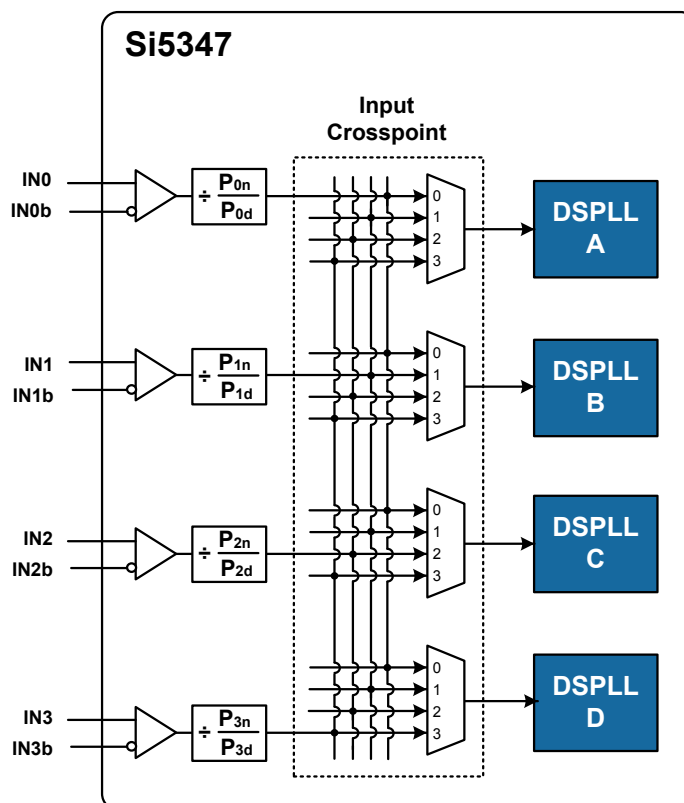 Si5347
Input
Crosspoint
IN0
IN0b
÷ P0n
P0d
0
1
2
3
DSPLL
A
IN1
IN1b
÷ P1n
P1d
0
1
2
3
DSPLL
B
IN2
IN2b
÷ P2n
P2d
0
1
2
3
DSPLL
C
IN3
IN3b
÷ P3n
P3d
0
1
2
3
DSPLL
D